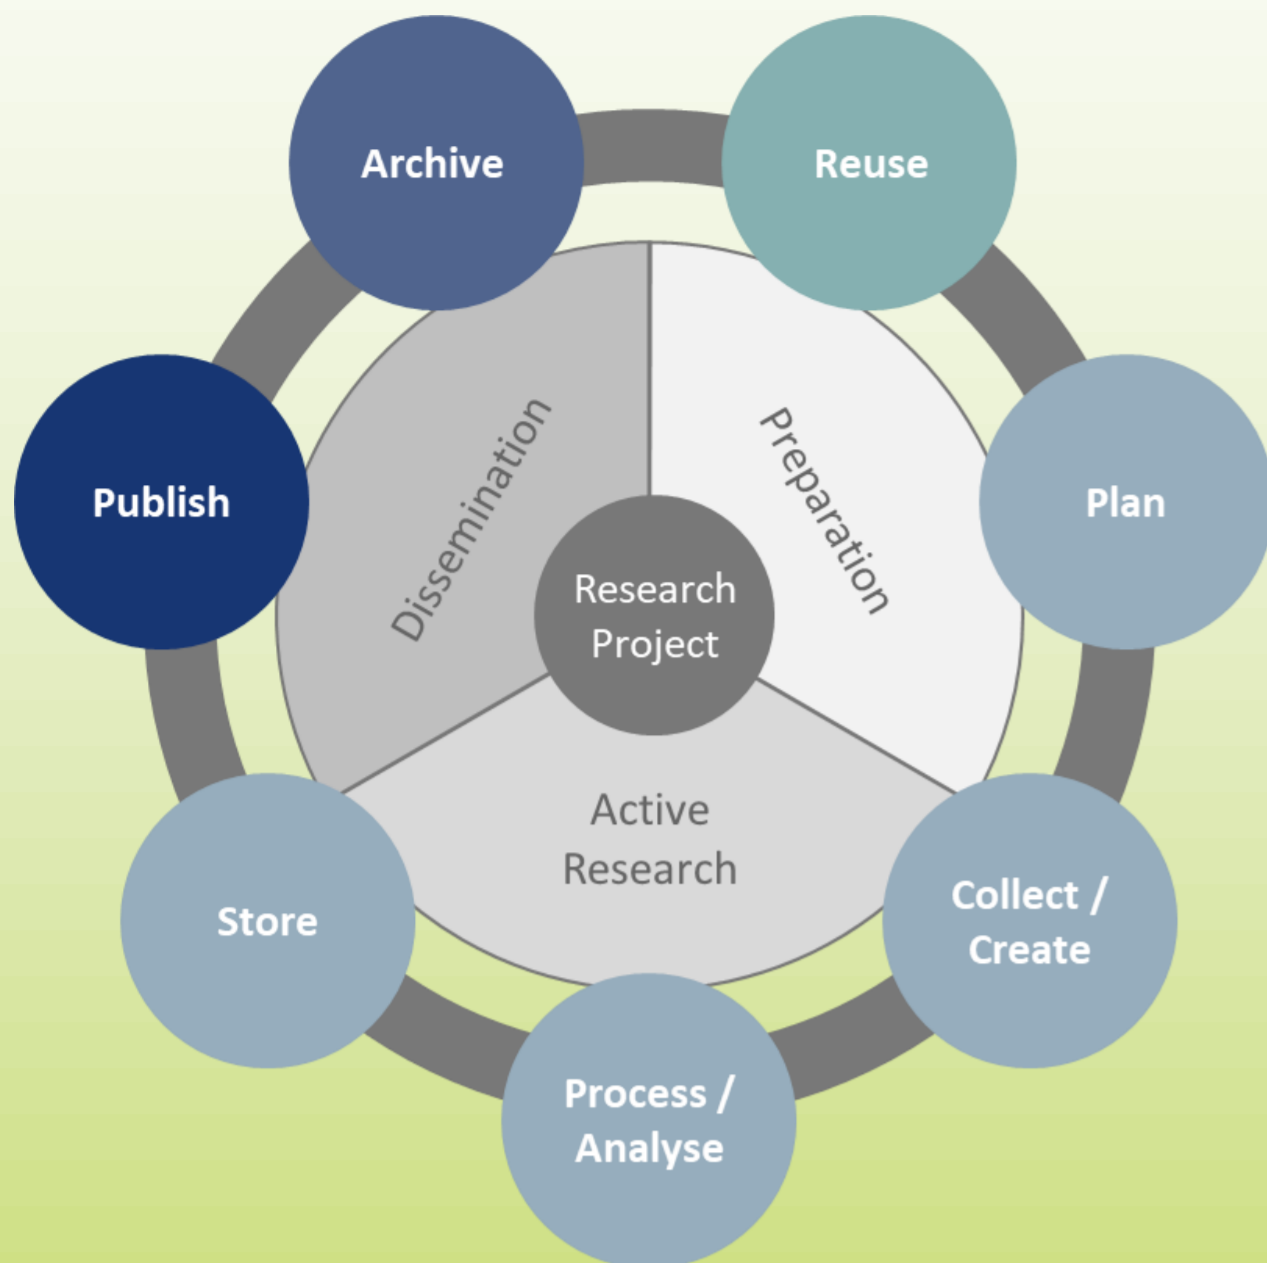 Archive
Reuse
Publish
Plan
Dissemination
Preparation
Research
Project
Active
Research
Store
Collect /
Create
Process /
Analyse